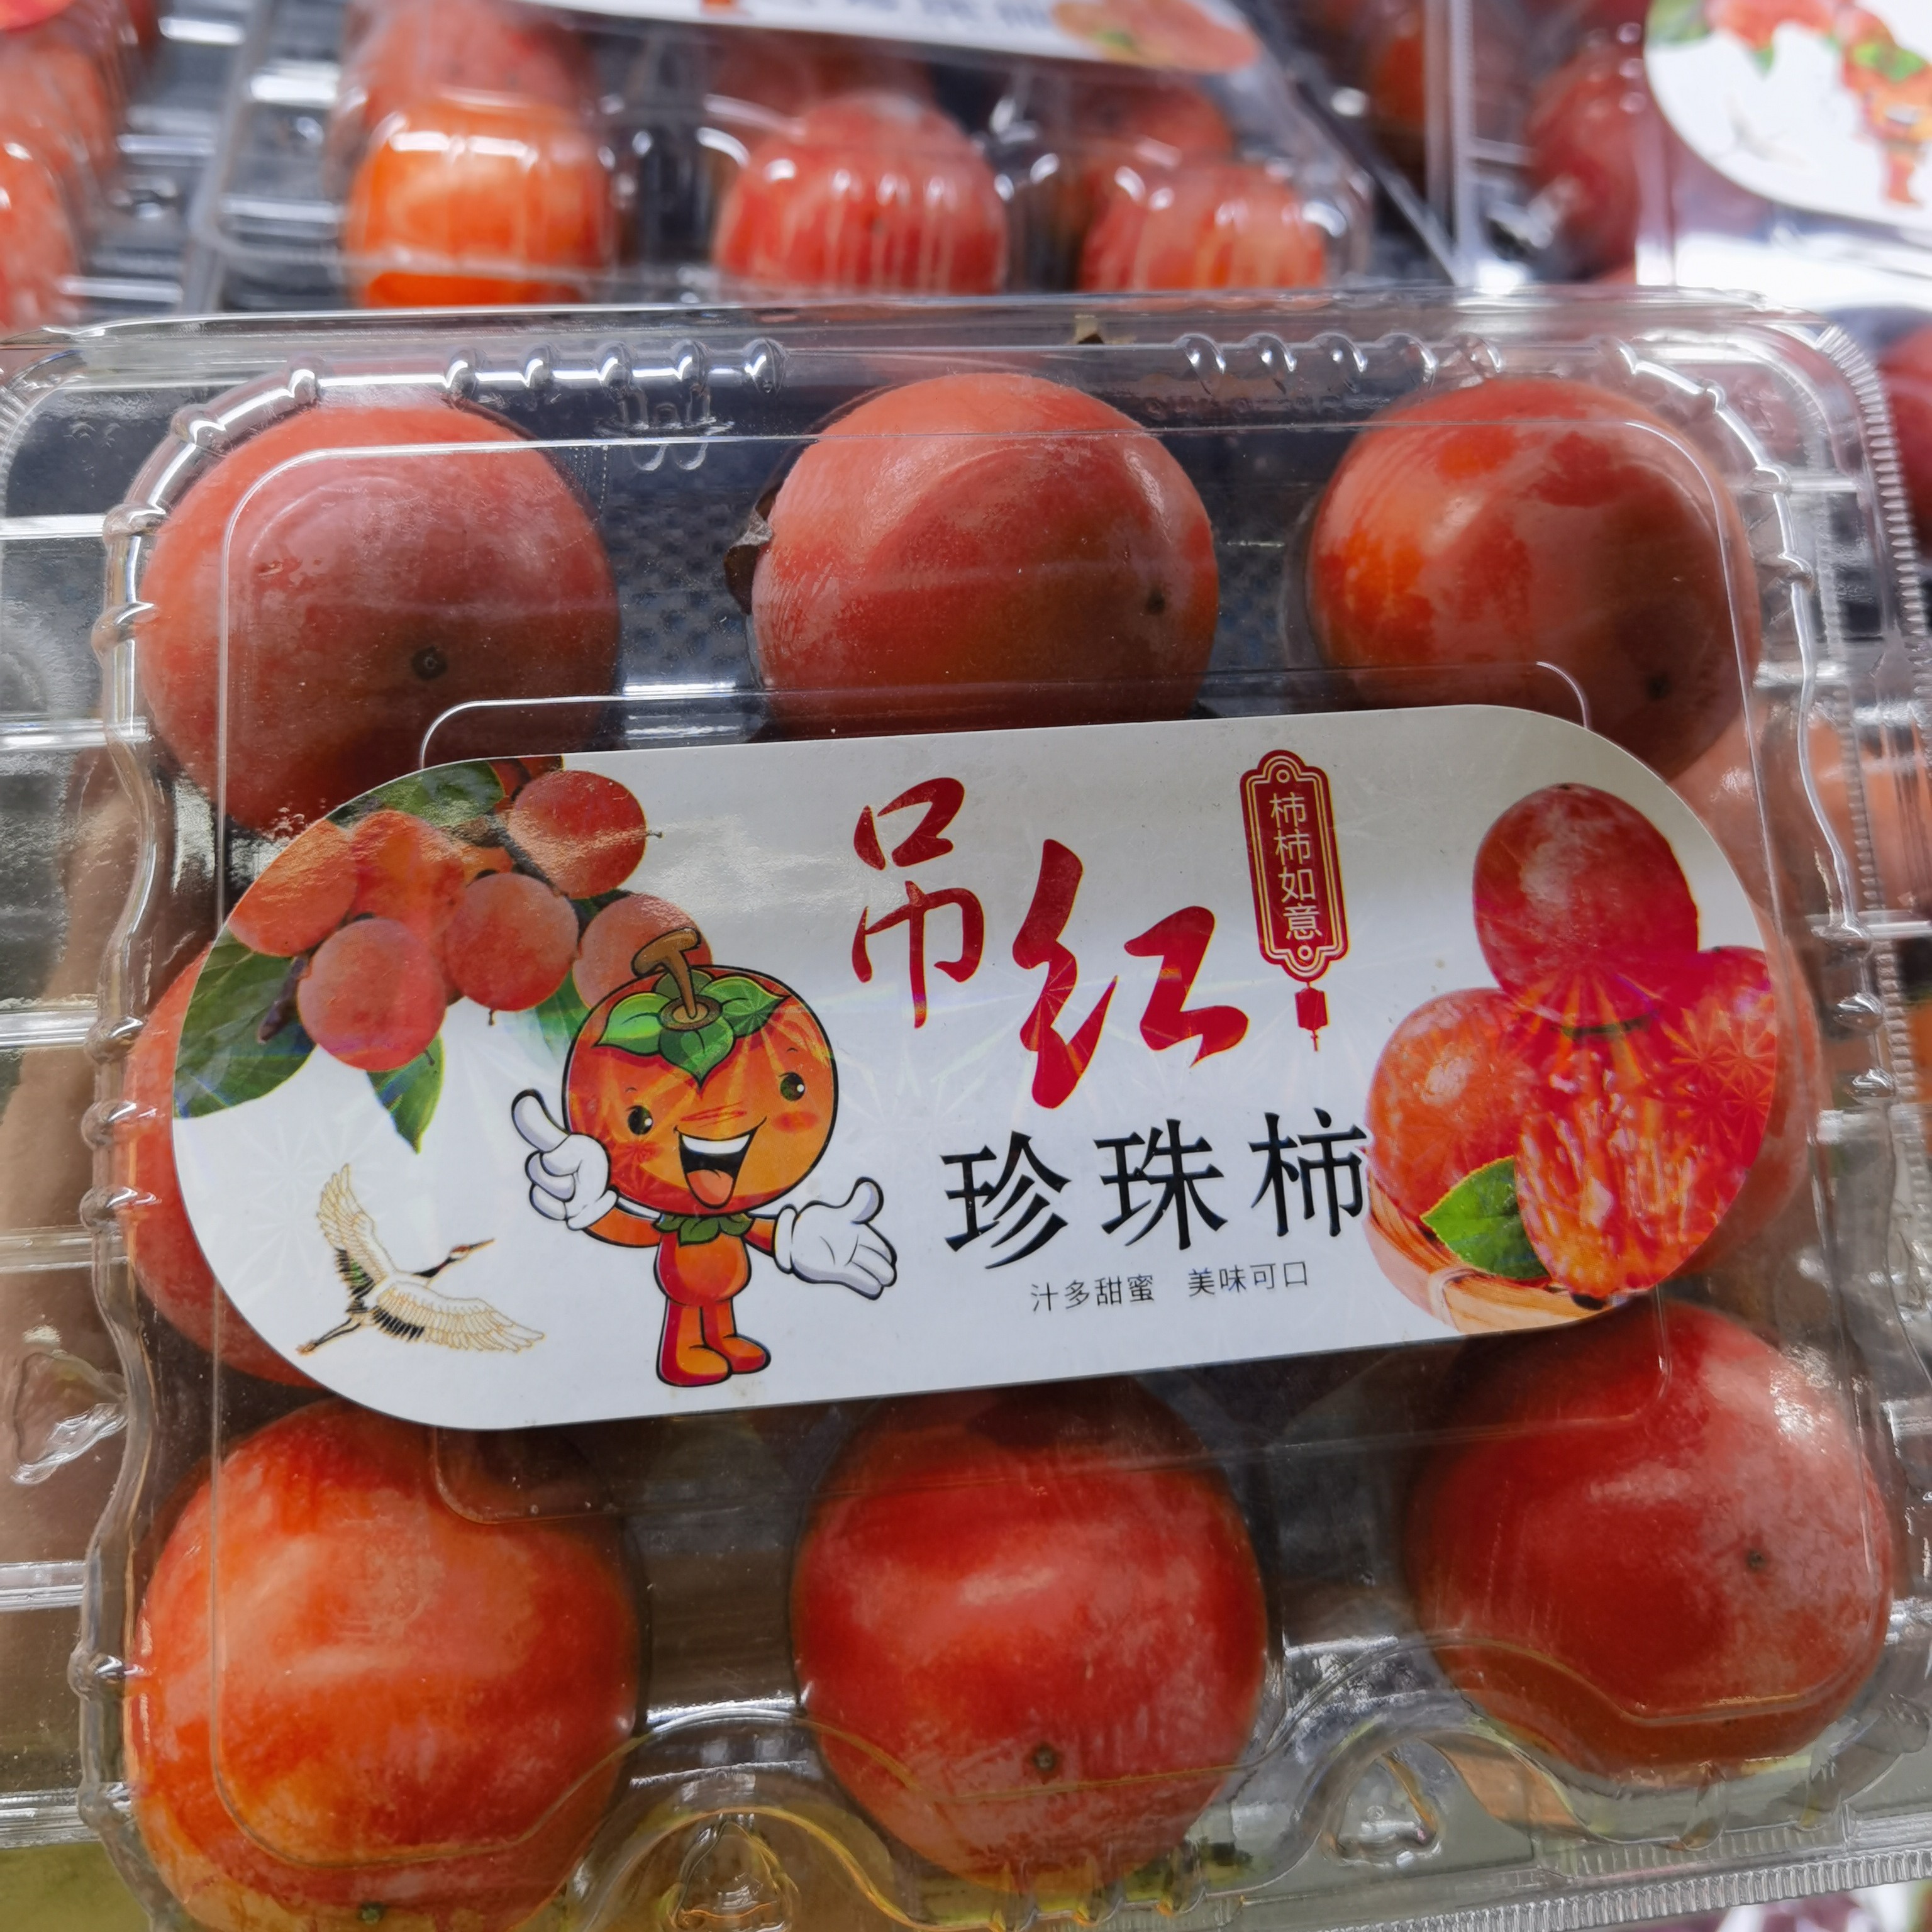 吊红
柿柿如意
珍珠柿
汁多甜蜜 美味可口